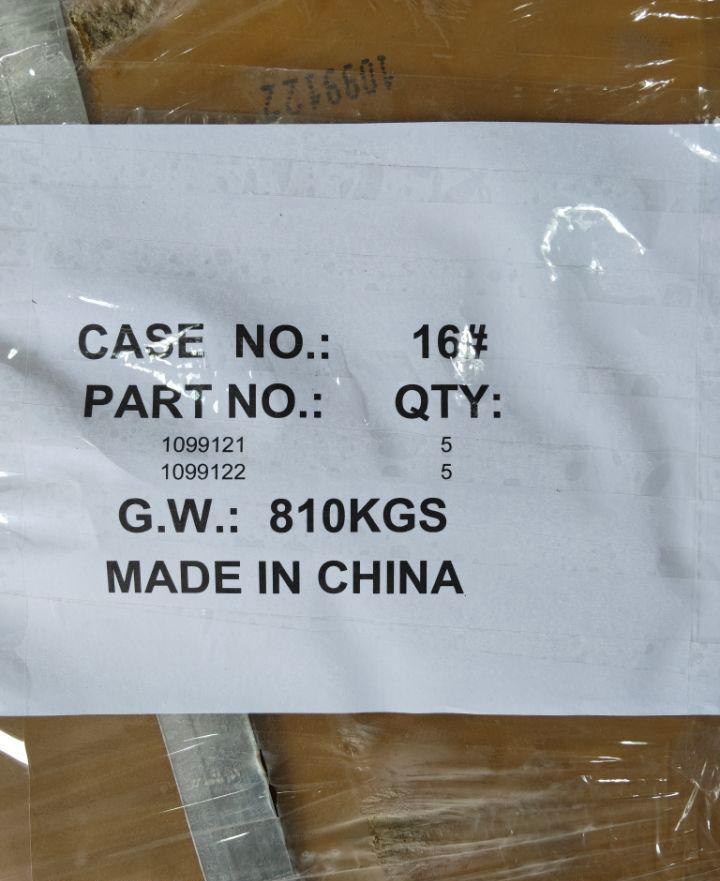 1099122
CASE NO.: 16#
PART NO.: QTY:
1099121 5
1099122 5
G.W.: 810KGS
MADE IN CHINA